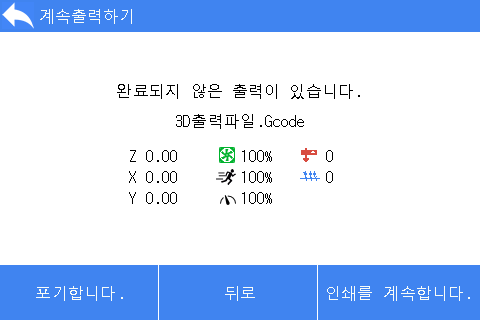 계속출력하기
완료되지 않은 출력이 있습니다.
3D출력파일.Gcode
Z 0.00 100% 0
X 0.00 100% 0
Y 0.00 100%
포기합니다. 뒤로 인쇄를 계속합니다.